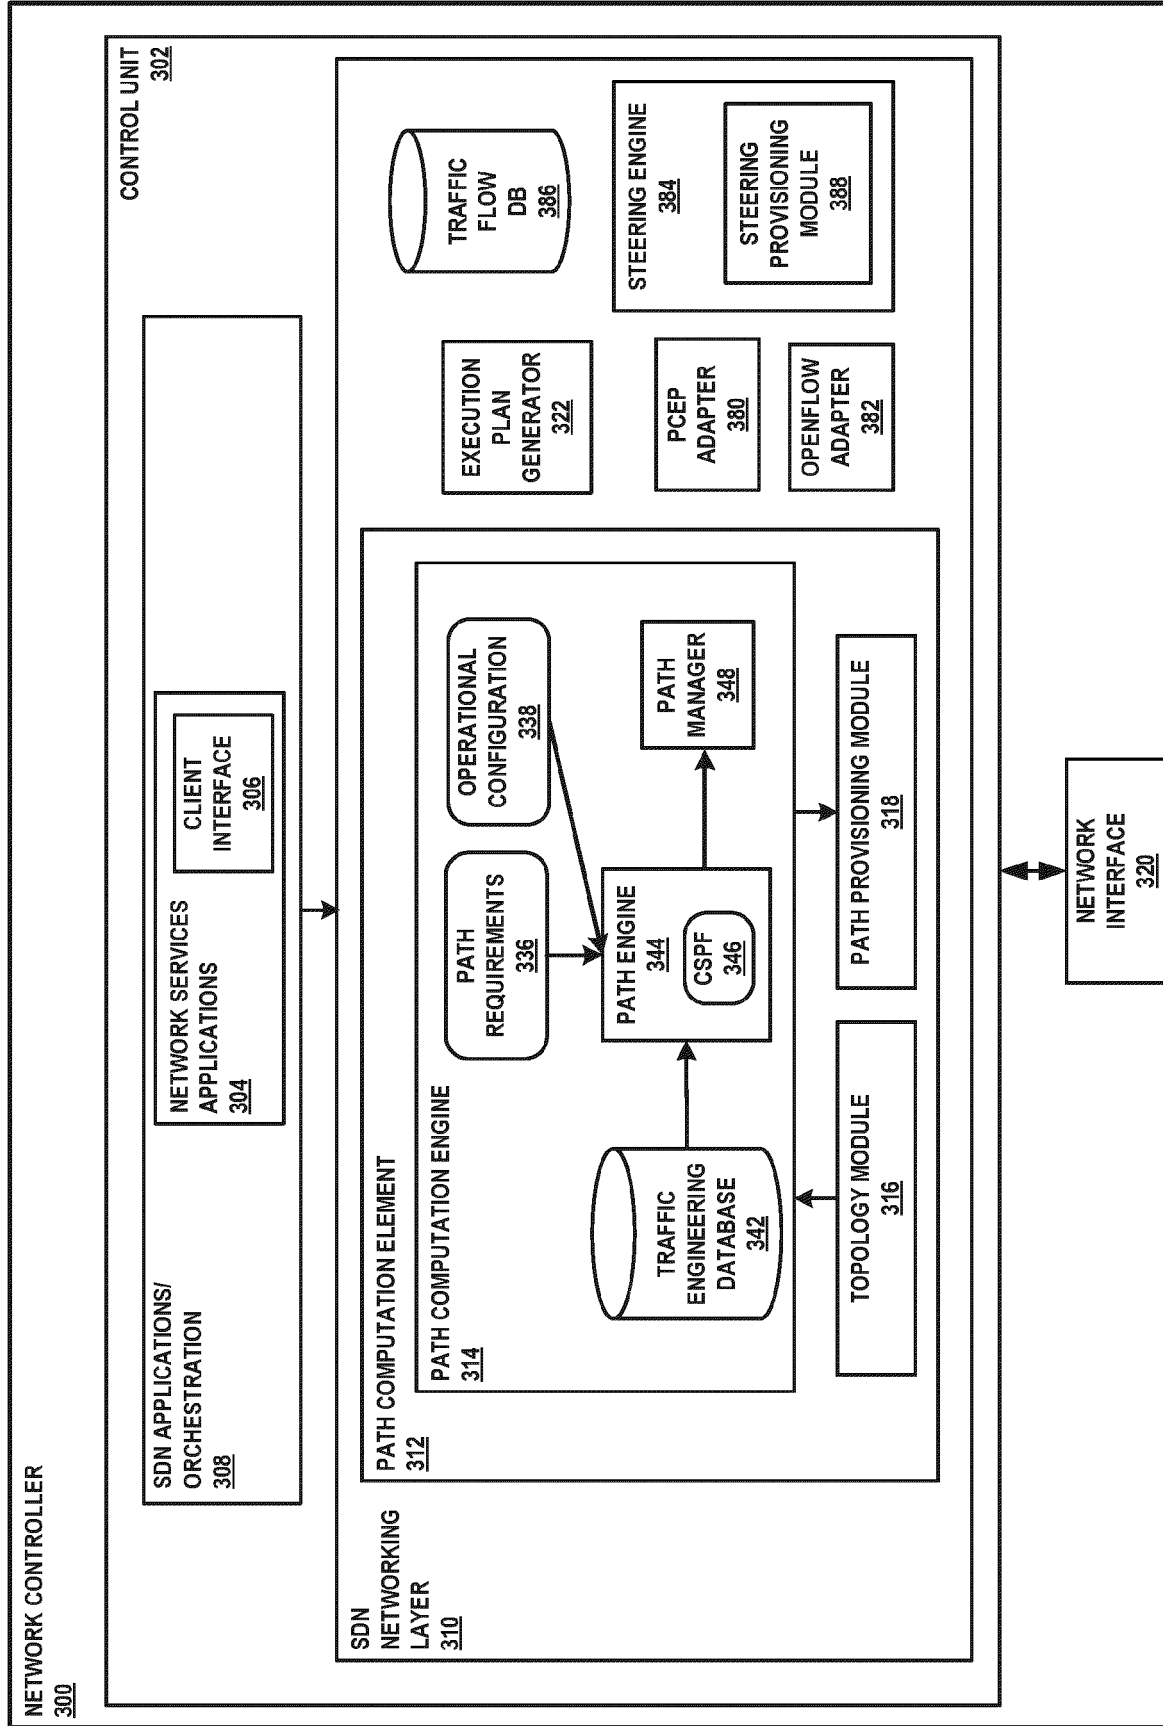 NETWORK CONTROLLER
300
CONTROL UNIT
302
SDN APPLICATIONS/
ORCHESTRATION
308
NETWORK SERVICES
APPLICATIONS
304
CLIENT
INTERFACE
306
SDN
NETWORKING
LAYER
310
PATH COMPUTATION ELEMENT
312
PATH COMPUTATION ENGINE
314
PATH
REQUIREMENTS
336
OPERATIONAL
CONFIGURATION
338
TRAFFIC
ENGINEERING
DATABASE
342
PATH ENGINE
344
CSPF
346
PATH
MANAGER
348
TOPOLOGY MODULE
316
PATH PROVISIONING MODULE
318
EXECUTION
PLAN
GENERATOR
322
PCEP
ADAPTER
380
OPENFLOW
ADAPTER
382
TRAFFIC
FLOW
DB
386
STEERING ENGINE
384
STEERING
PROVISIONING
MODULE
388
NETWORK
INTERFACE
320